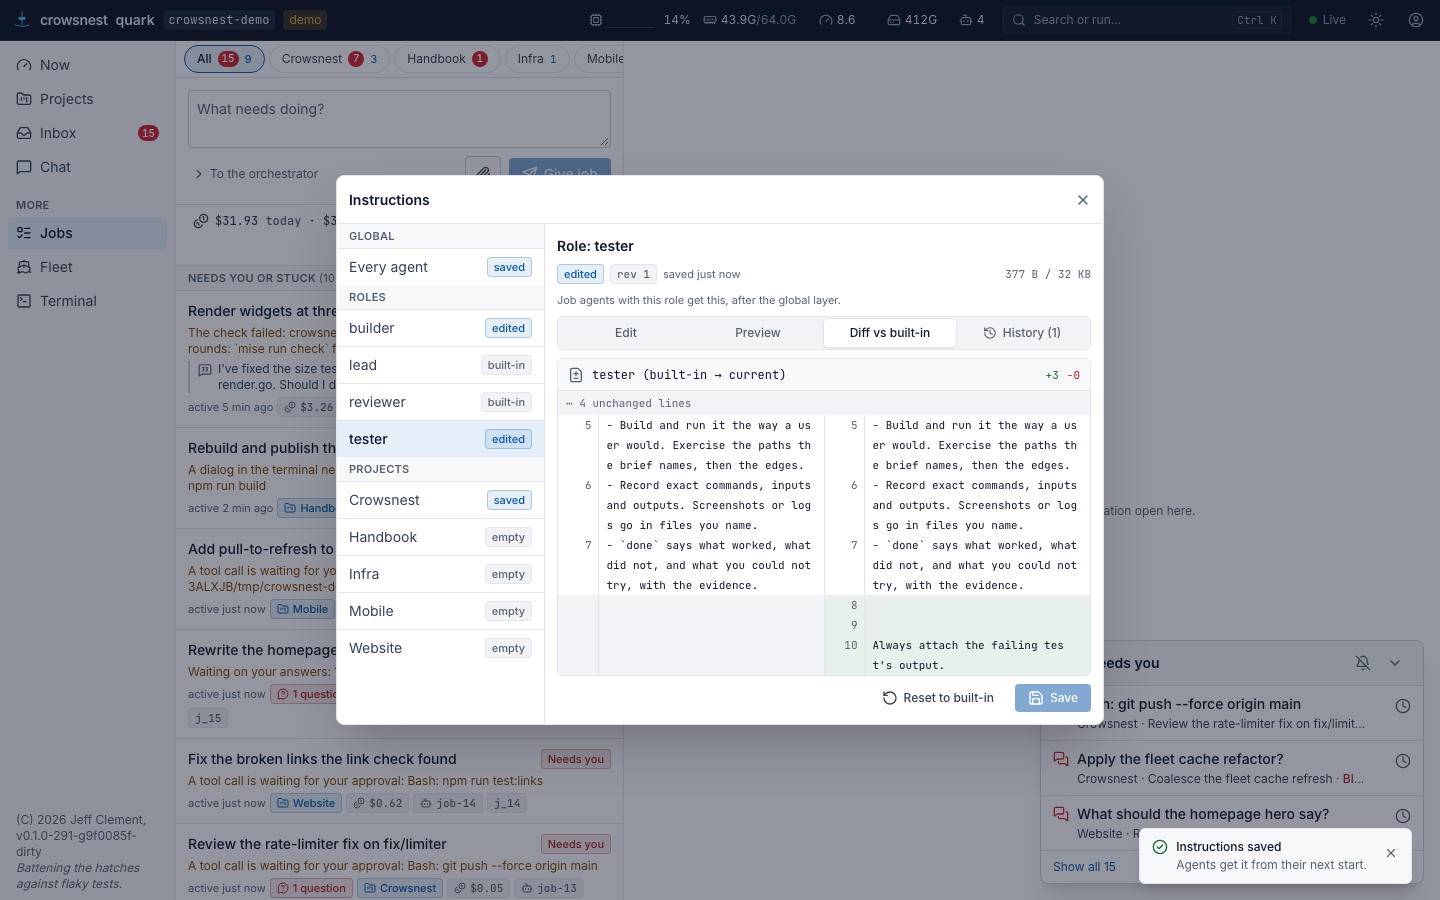 crowsnest quark crowsnest-demo demo 14% 43.9G/64.0G 8.6 412G 4 Search or run... Ctrl K Live
Now
Projects
Inbox 15
Chat
MORE
Jobs
Fleet
Terminal
(C) 2026 Jeff Clement,
v0.1.0-291-g9f0085f-
dirty
Battening the hatches
against flaky tests.
All 15 9 Crowsnest 7 3 Handbook 1 Infra 1 Mobile
What needs doing?
To the orchestrator Give job
$31.93 today · $3
NEEDS YOU OR STUCK (10
Render widgets at thre
The check failed: crowsne
rounds: `mise run check` f
I've fixed the size tes
render.go. Should I d
active 5 min ago $3.26
Rebuild and publish th
A dialog in the terminal ne
npm run build
active 2 min ago Handbo
Add pull-to-refresh to
A tool call is waiting for yo
3ALXJB/tmp/crowsnest-d
active just now Mobile
Rewrite the homepage
Waiting on your answers:
active just now 1 questio
j_15
Fix the broken links the link check found Needs you
A tool call is waiting for your approval: Bash: npm run test:links
active just now Website $0.62 job-14 j_14
Review the rate-limiter fix on fix/limiter Needs you
A tool call is waiting for your approval: Bash: git push --force origin main
active just now 1 question Crowsnest $0.05 job-13
Instructions
GLOBAL
Every agent saved
ROLES
builder edited
lead built-in
reviewer built-in
tester edited
PROJECTS
Crowsnest saved
Handbook empty
Infra empty
Mobile empty
Website empty
Role: tester
edited rev 1 saved just now 377 B / 32 KB
Job agents with this role get this, after the global layer.
Edit Preview Diff vs built-in History (1)
tester (built-in → current) +3 -0
⋯ 4 unchanged lines
5 - Build and run it the way a us 5 - Build and run it the way a us
er would. Exercise the paths th er would. Exercise the paths th
e brief names, then the edges. e brief names, then the edges.
6 - Record exact commands, inputs 6 - Record exact commands, inputs
and outputs. Screenshots or log and outputs. Screenshots or log
s go in files you name. s go in files you name.
7 - `done` says what worked, what 7 - `done` says what worked, what
did not, and what you could not did not, and what you could not
try, with the evidence. try, with the evidence.
8
9
10 Always attach the failing tes
t's output.
Reset to built-in Save
ation open here.
eeds you
h: git push --force origin main
Crowsnest · Review the rate-limiter fix on fix/limit...
Apply the fleet cache refactor?
Crowsnest · Coalesce the fleet cache refresh · Bl...
What should the homepage hero say?
Website · R
Show all 15
Instructions saved
Agents get it from their next start.